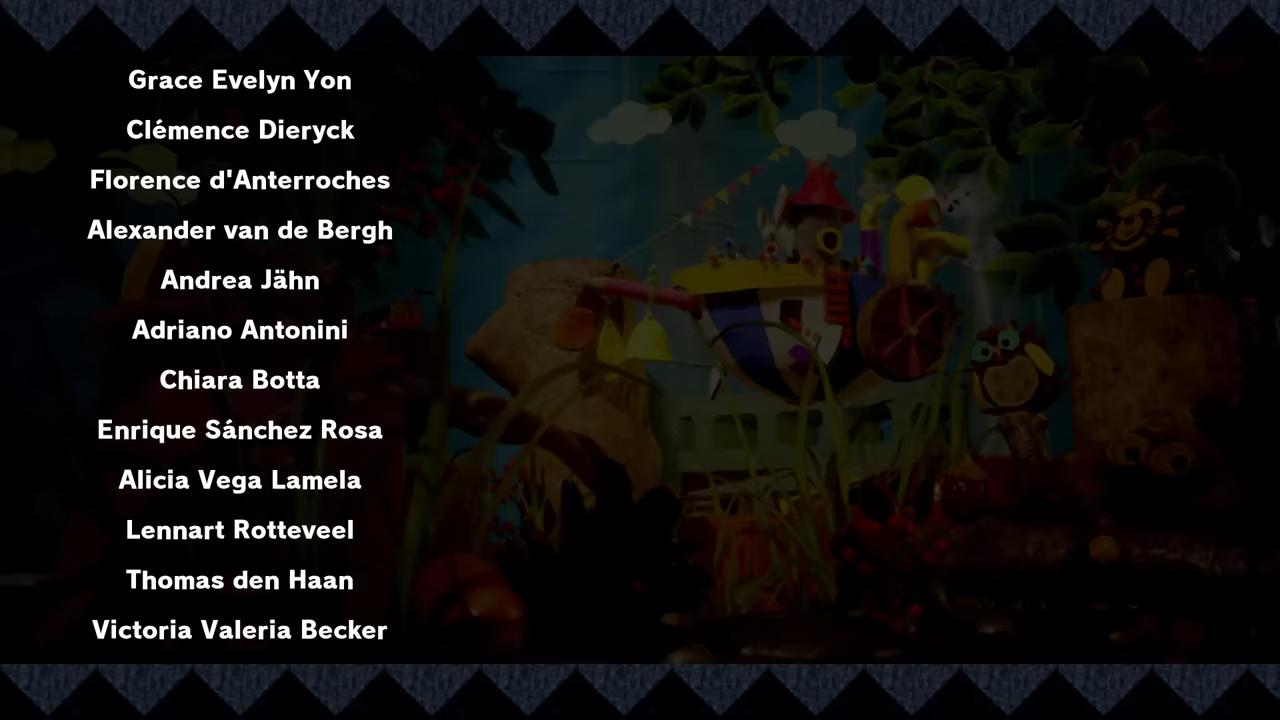 Grace Evelyn Yon
Clémence Dieryck
Florence d'Anterroches
Alexander van de Bergh
Andrea Jähn
Adriano Antonini
Chiara Botta
Enrique Sánchez Rosa
Alicia Vega Lamela
Lennart Rotteveel
Thomas den Haan
Victoria Valeria Becker